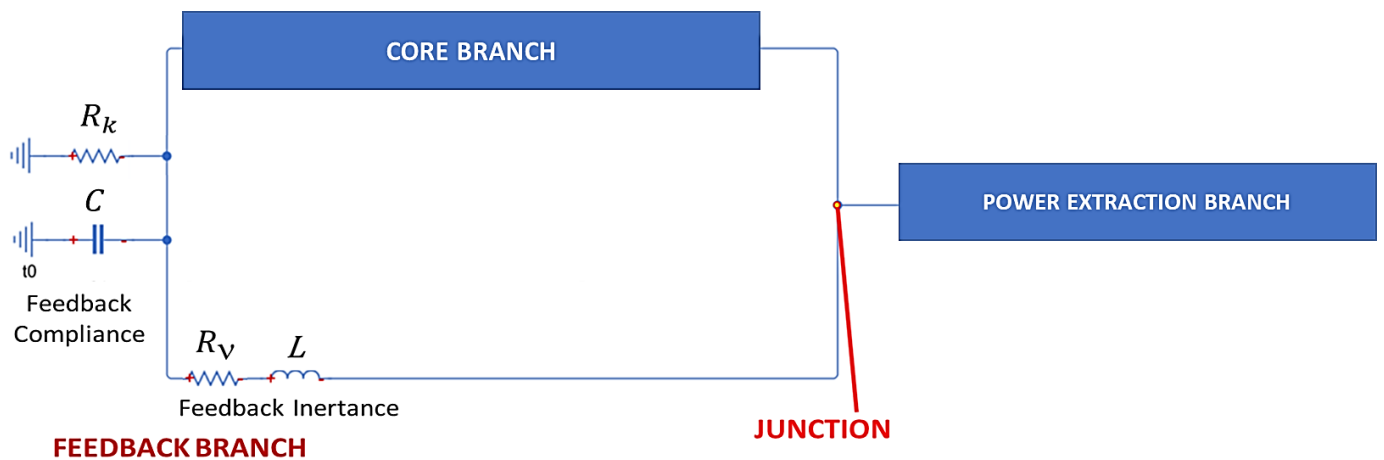 CORE BRANCH
R_k
C
t0
Feedback
Compliance
POWER EXTRACTION BRANCH
R_ν L
Feedback Inertance
JUNCTION
FEEDBACK BRANCH